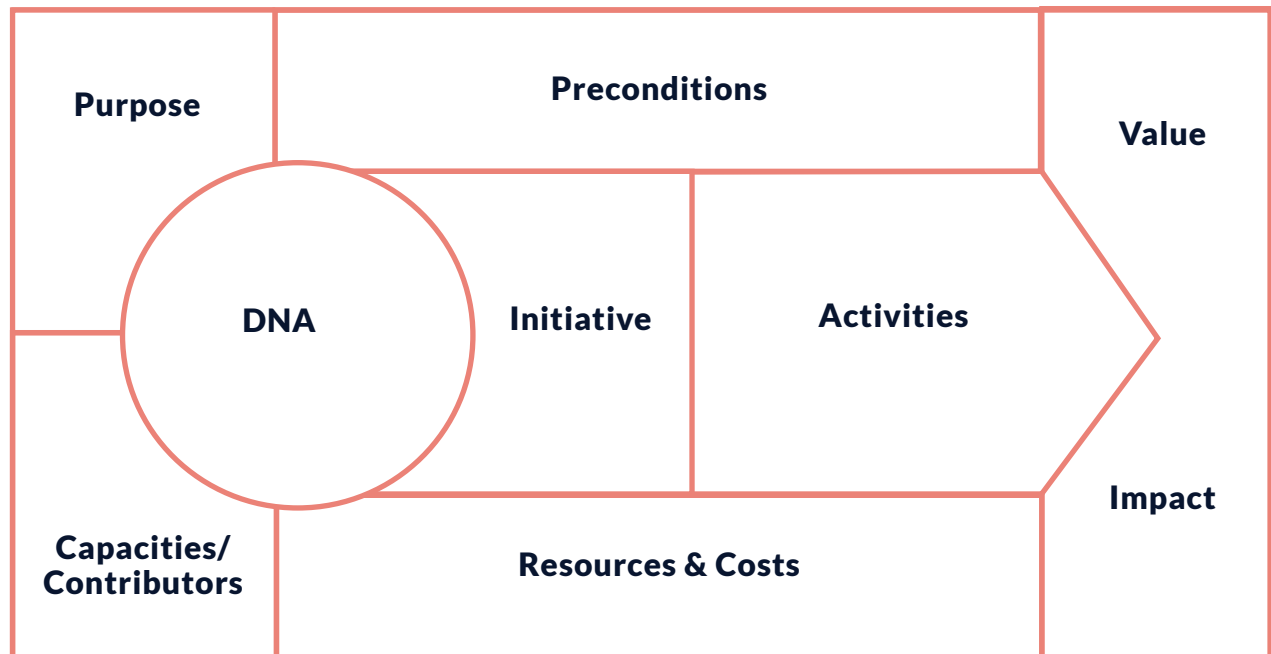 Purpose
Preconditions
Value
DNA
Initiative
Activities
Capacities/
Contributors
Resources & Costs
Impact